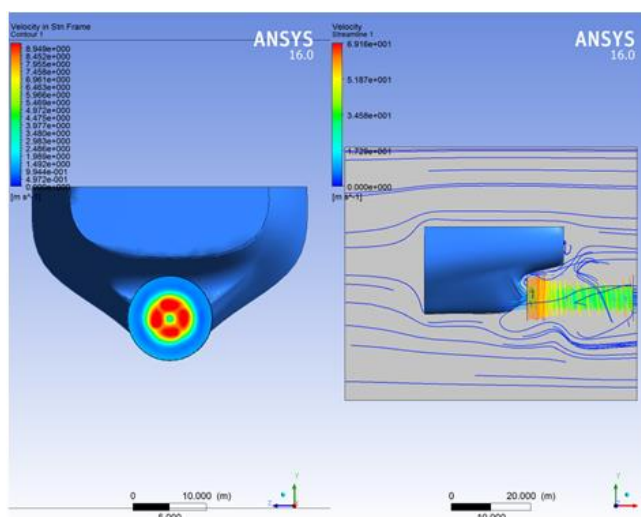 Velocity in Stn Frame
Contour 1
ANSYS
16.0
8.949e+000
8.452e+000
7.955e+000
7.458e+000
6.961e+000
6.463e+000
5.966e+000
5.469e+000
4.972e+000
4.475e+000
3.977e+000
3.480e+000
2.983e+000
2.486e+000
1.989e+000
1.492e+000
9.944e-001
4.972e-001
0.000e+000
[m s^-1]
0 10.000 (m)
5.000
Y
Z
Velocity
Streamline 1
ANSYS
16.0
6.916e+001
5.187e+001
3.458e+001
1.729e+001
0.000e+000
[m s^-1]
0 20.000 (m)
10.000
Y